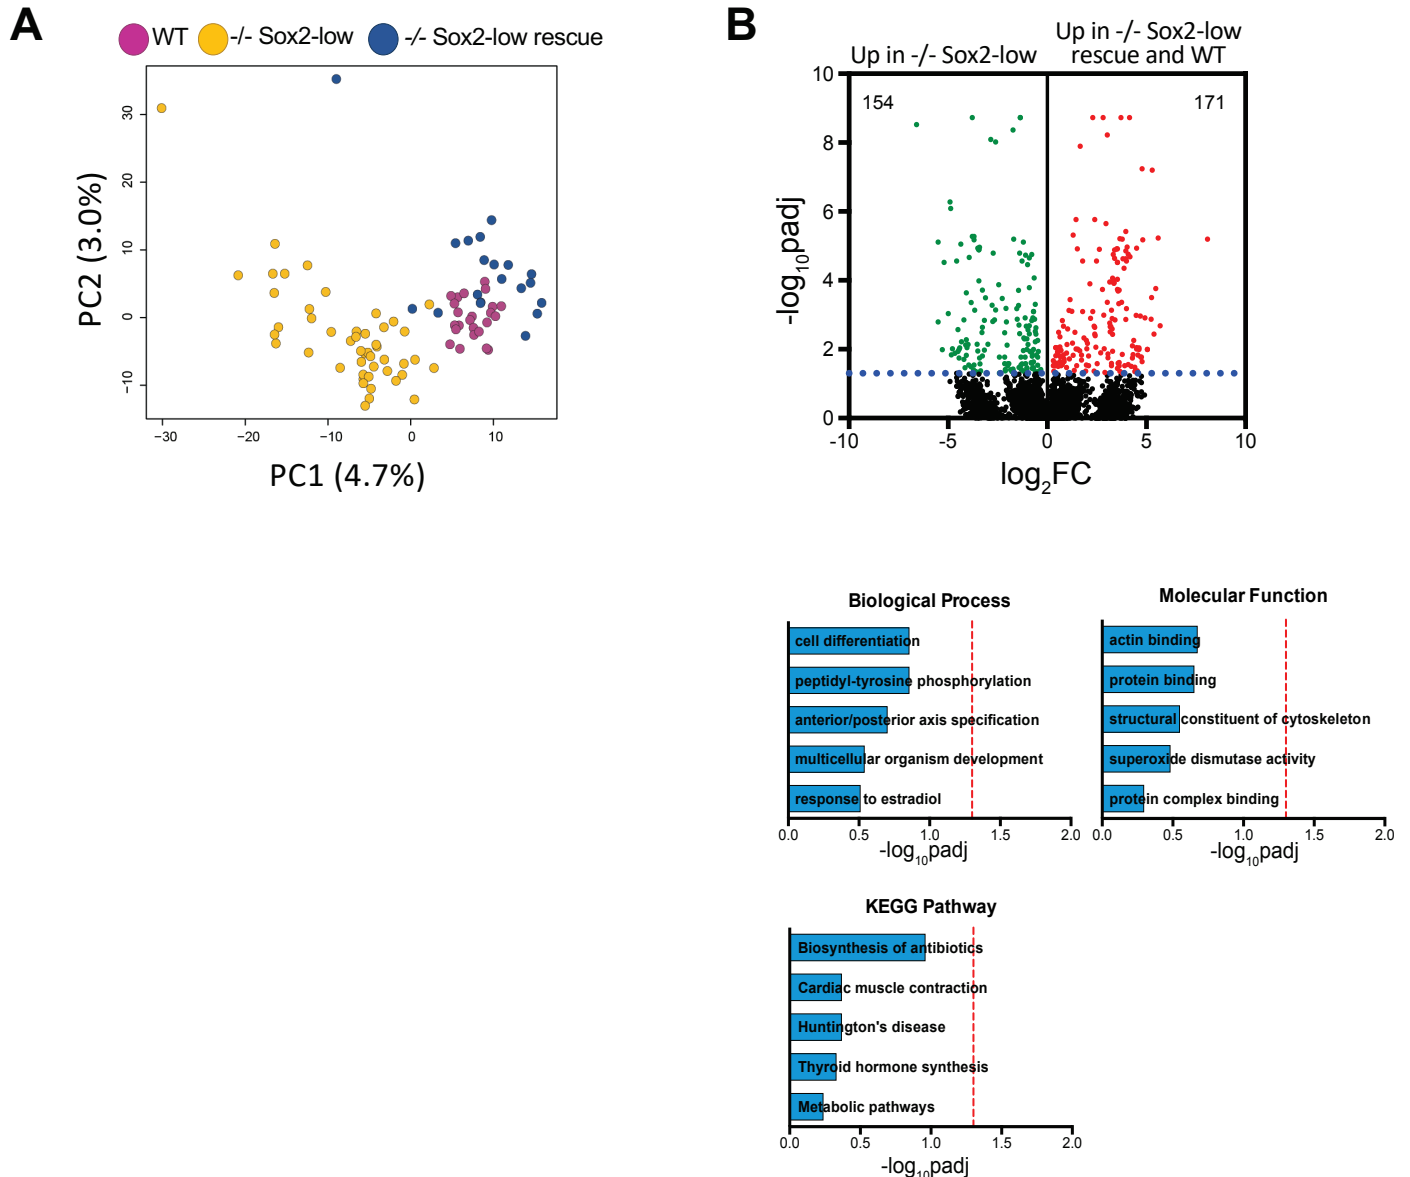 A
WT -/- Sox2-low -/- Sox2-low rescue
30
20
10
0
−10
PC2 (3.0%)
−30 −20 −10 0 10
PC1 (4.7%)
B
Up in -/- Sox2-low
Up in -/- Sox2-low
rescue and WT
154 171
10
8
6
4
2
0
-log10padj
-10 -5 0 5 10
log2FC
Biological Process
cell differentiation
peptidyl-tyrosine phosphorylation
anterior/posterior axis specification
multicellular organism development
response to estradiol
0.0 0.5 1.0 1.5 2.0
-log10padj
Molecular Function
actin binding
protein binding
structural constituent of cytoskeleton
superoxide dismutase activity
protein complex binding
0.0 0.5 1.0 1.5 2.0
-log10padj
KEGG Pathway
Biosynthesis of antibiotics
Cardiac muscle contraction
Huntington's disease
Thyroid hormone synthesis
Metabolic pathways
0.0 0.5 1.0 1.5 2.0
-log10padj